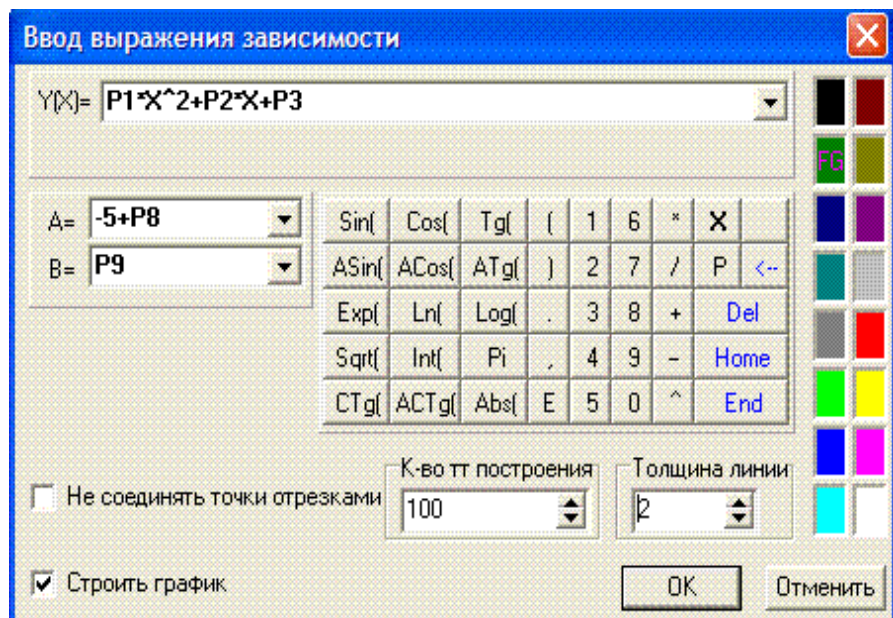 Ввод выражения зависимости
Y(X)= P1*X^2+P2*X+P3
FG
A= -5+P8
B= P9
Sin( Cos( Tg( ( 1 6 * X
ASin( ACos( ATg( ) 2 7 / P <--
Exp( Ln( Log( . 3 8 + Del
Sqrt( Int( Pi , 4 9 - Home
CTg( ACTg( Abs( E 5 0 ^ End
К-во тт построения Толщина линии
Не соединять точки отрезками 100 2
Строить график OK Отменить